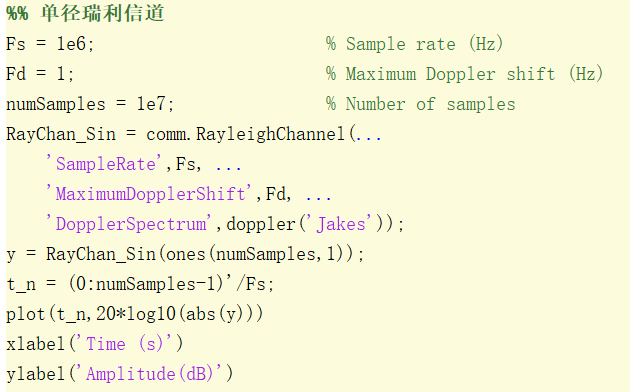 %% 单径瑞利信道
Fs = 1e6; % Sample rate (Hz)
Fd = 1; % Maximum Doppler shift (Hz)
numSamples = 1e7; % Number of samples
RayChan_Sin = comm.RayleighChannel(...
'SampleRate',Fs, ...
'MaximumDopplerShift',Fd, ...
'DopplerSpectrum',doppler('Jakes'));
y = RayChan_Sin(ones(numSamples,1));
t_n = (0:numSamples-1)'/Fs;
plot(t_n,20*log10(abs(y)))
xlabel('Time (s)')
ylabel('Amplitude(dB)')